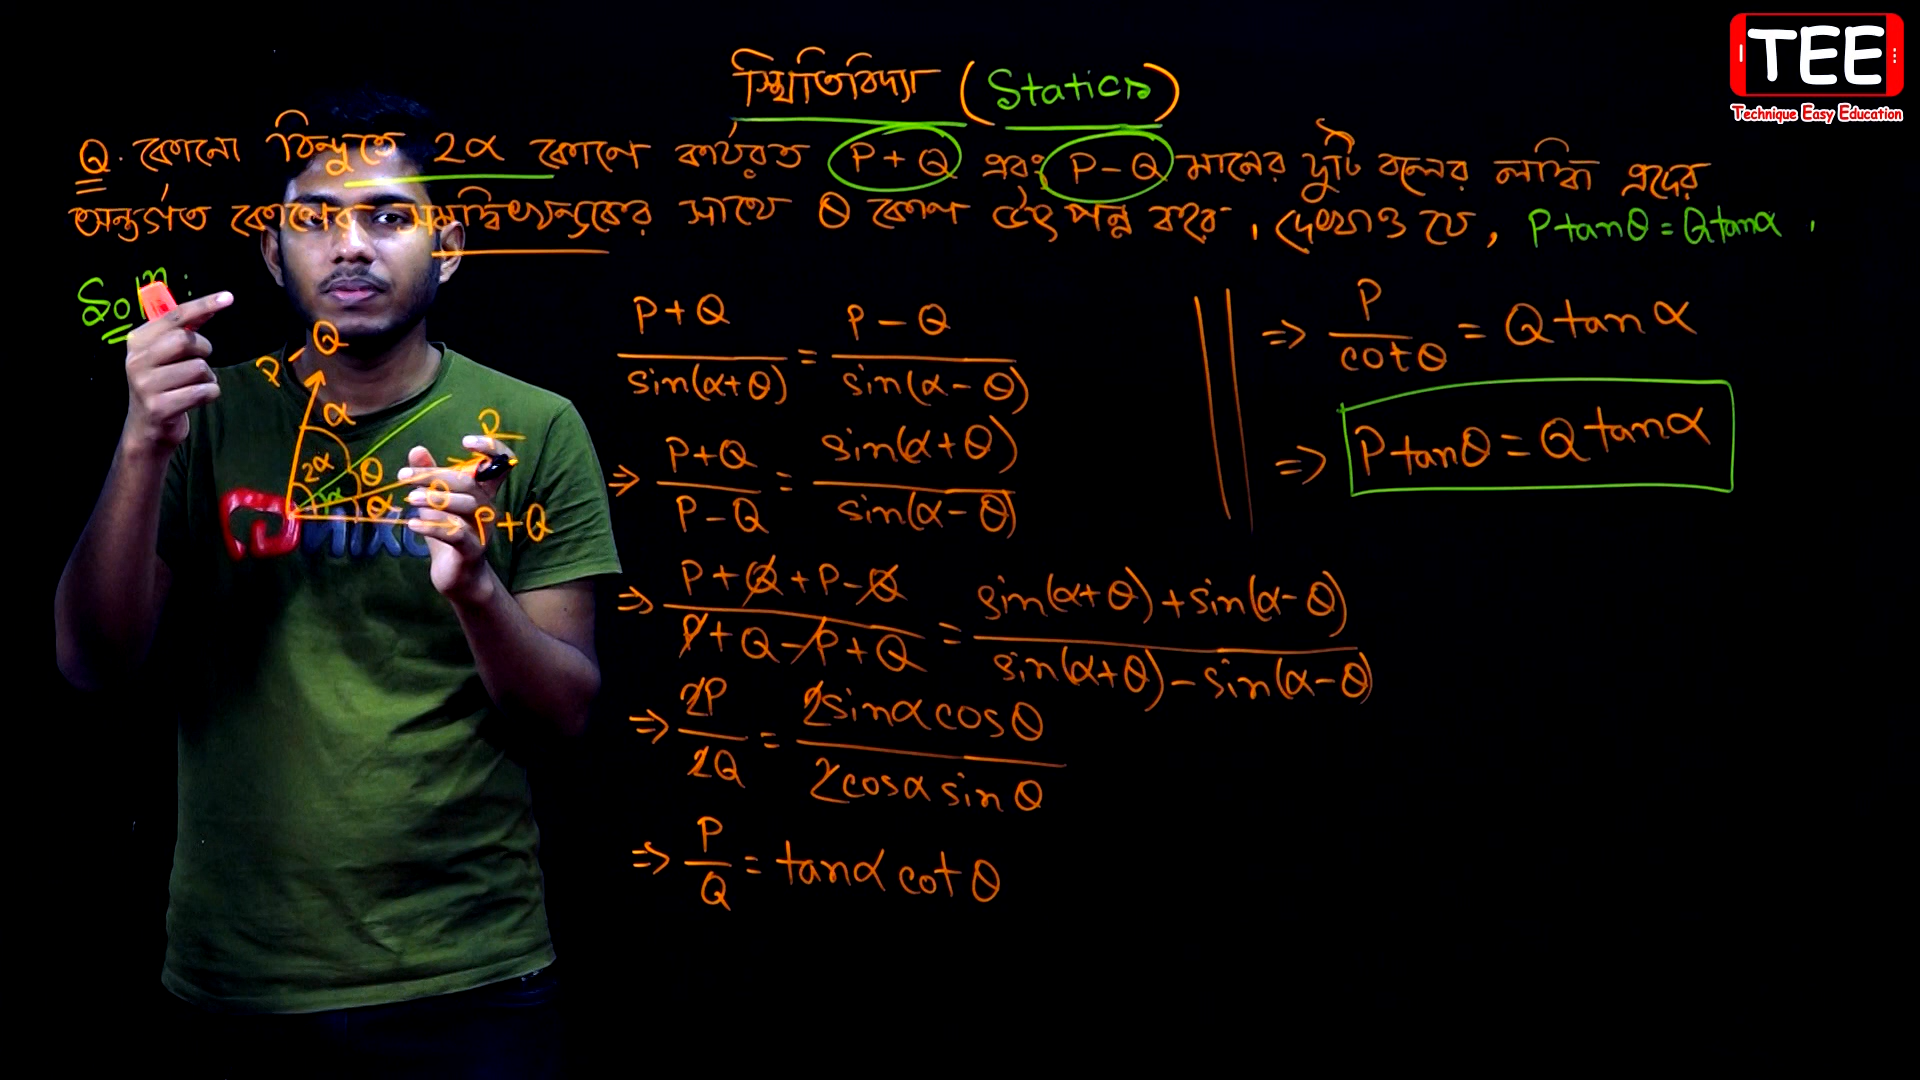 TEE
Technique Easy Education
স্থিতিবিদ্যা (Statics)
Q. কোনো বিন্দুতে 2α কোণে কার্যরত P+Q এবং P-Q মানের দুটি বলের লব্ধি এদের
অন্তর্গত কোণের সমদ্বিখন্ডকের সাথে θ কোণ উৎপন্ন করে, দেখাও যে, P tanθ = Q tanα.
Soln:
P - Q
α
R
2α
θ
α
α - θ
P+Q
P+Q / sin(α+θ) = P-Q / sin(α-θ)
⇒ P+Q / P-Q = sin(α+θ) / sin(α-θ)
⇒ P+Q+P-Q / P+Q-P+Q = sin(α+θ)+sin(α-θ) / sin(α+θ)-sin(α-θ)
⇒ 2P / 2Q = 2sinα cosθ / 2cosα sinθ
⇒ P / Q = tanα cotθ
⇒ P / cotθ = Q tanα
⇒ P tanθ = Q tanα